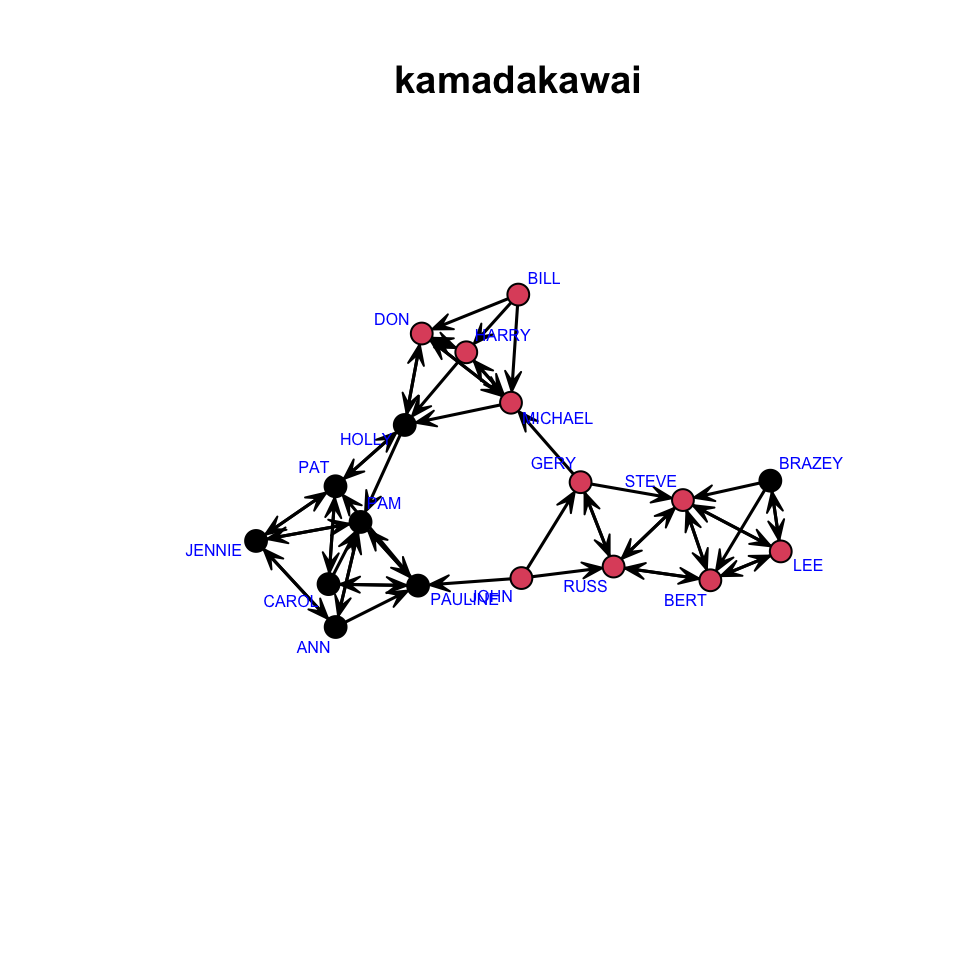 kamadakawai
BILL
DON
HARRY
MICHAEL
HOLLY
PAT
GERY
STEVE
BRAZEY
PAM
JENNIE
LEE
RUSS
BERT
CAROL
PAULINE
JOHN
ANN